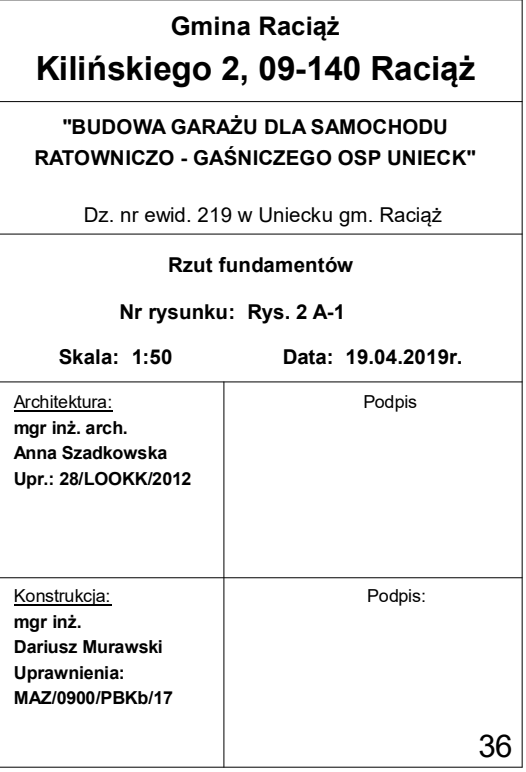 Gmina Raciąż
Kilińskiego 2, 09-140 Raciąż
"BUDOWA GARAŻU DLA SAMOCHODU
RATOWNICZO - GAŚNICZEGO OSP UNIECK"
Dz. nr ewid. 219 w Uniecku gm. Raciąż
Rzut fundamentów
Nr rysunku: Rys. 2 A-1
Skala: 1:50 Data: 19.04.2019r.
Architektura:
mgr inż. arch.
Anna Szadkowska
Upr.: 28/LOOKK/2012
Podpis
Konstrukcja:
mgr inż.
Dariusz Murawski
Uprawnienia:
MAZ/0900/PBKb/17
Podpis:
36